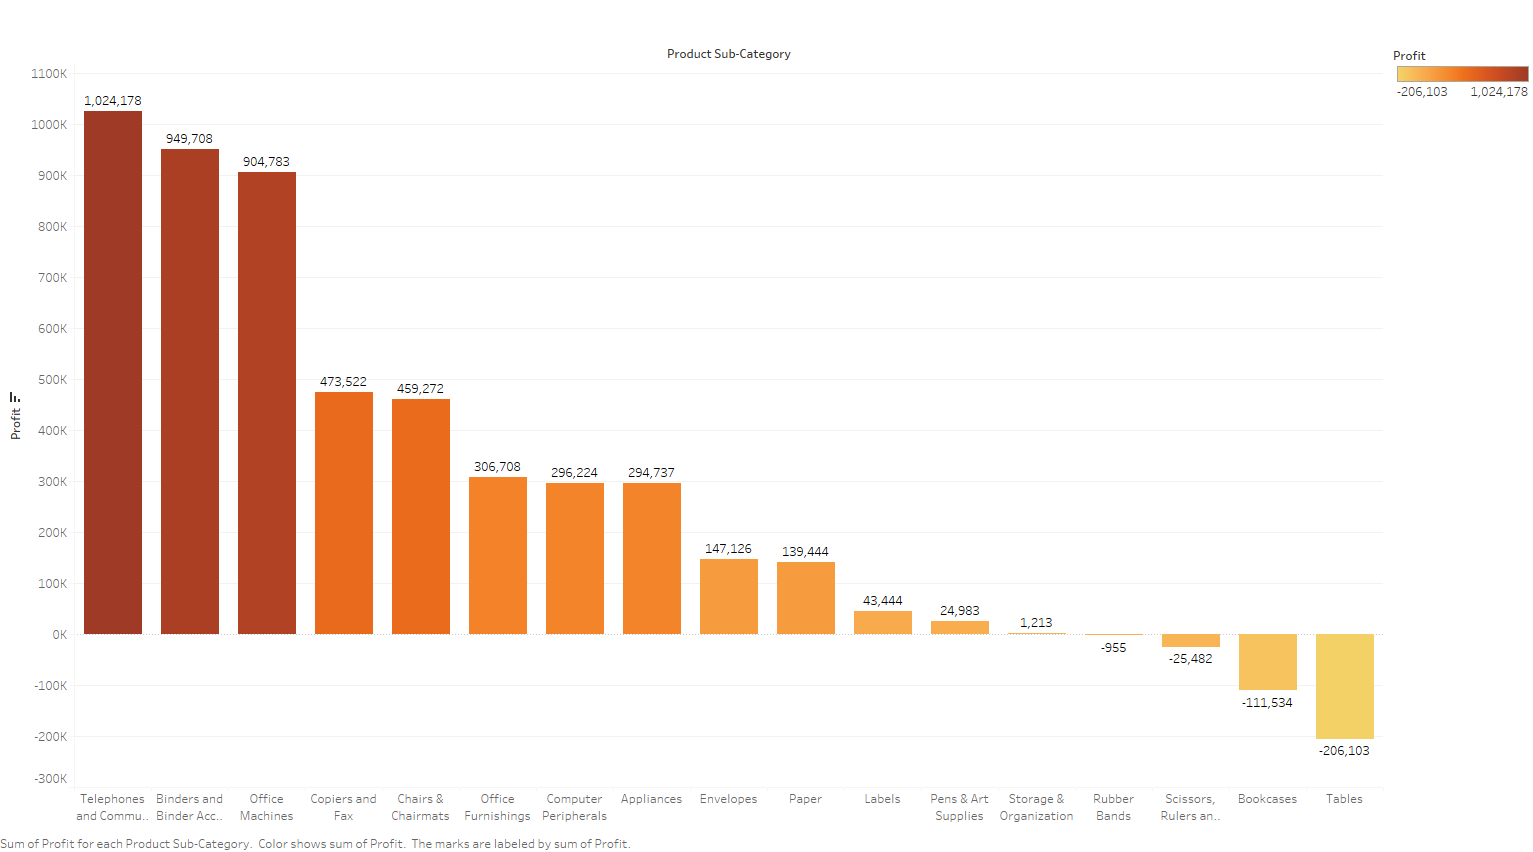 Product Sub-Category
Profit
-206,103 1,024,178
1100K
1000K
900K
800K
700K
600K
500K
400K
300K
200K
100K
0K
-100K
-200K
-300K
Profit
1,024,178
949,708
904,783
473,522
459,272
306,708
296,224
294,737
147,126
139,444
43,444
24,983
1,213
-955
-25,482
-111,534
-206,103
Telephones
and Commu..
Binders and
Binder Acc..
Office
Machines
Copiers and
Fax
Chairs &
Chairmats
Office
Furnishings
Computer
Peripherals
Appliances
Envelopes
Paper
Labels
Pens & Art
Supplies
Storage &
Organization
Rubber
Bands
Scissors,
Rulers an..
Bookcases
Tables
Sum of Profit for each Product Sub-Category.  Color shows sum of Profit.  The marks are labeled by sum of Profit.